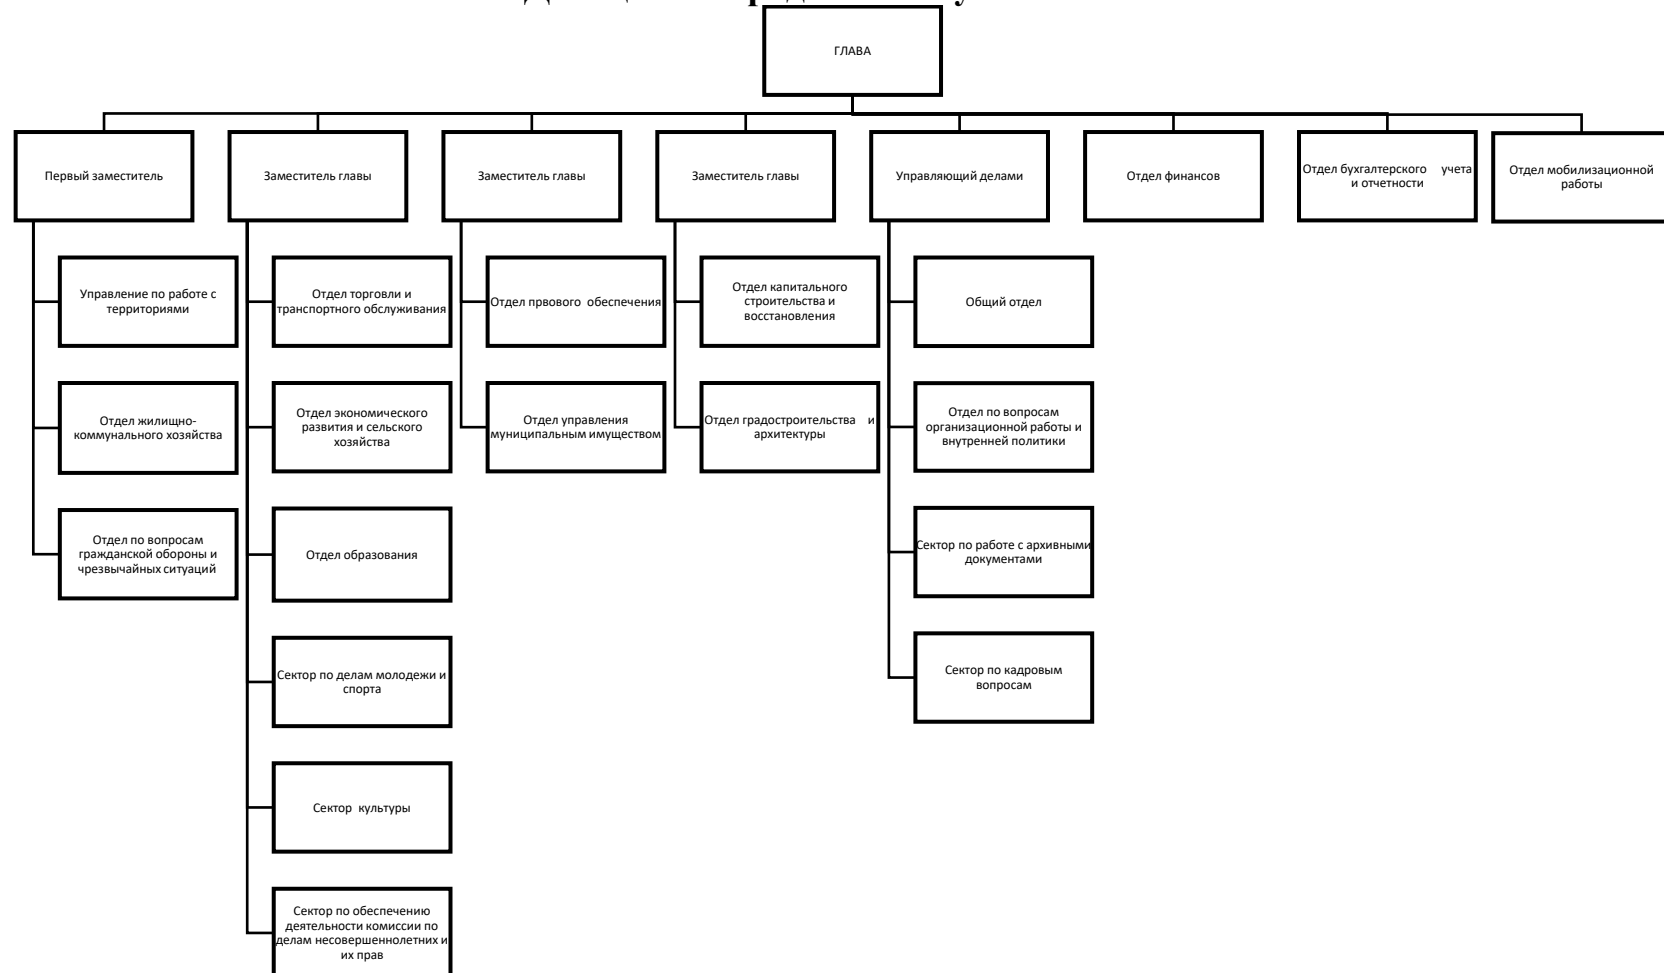 ГЛАВА
Первый заместитель
Заместитель главы
Заместитель главы
Заместитель главы
Управляющий делами
Отдел финансов
Отдел бухгалтерского учета
и отчетности
Отдел мобилизационной
работы
Управление по работе с
территориями
Отдел жилищно-
коммунального хозяйства
Отдел по вопросам
гражданской обороны и
чрезвычайных ситуаций
Отдел торговли и
транспортного обслуживания
Отдел экономического
развития и сельского
хозяйства
Отдел образования
Сектор по делам молодежи и
спорта
Сектор культуры
Сектор по обеспечению
деятельности комиссии по
делам несовершеннолетних и
их прав
Отдел првового обеспечения
Отдел управления
муниципальным имуществом
Отдел капитального
строительства и
восстановления
Отдел градостроительства и
архитектуры
Общий отдел
Отдел по вопросам
организационной работы и
внутренней политики
Сектор по работе с архивными
документами
Сектор по кадровым
вопросам